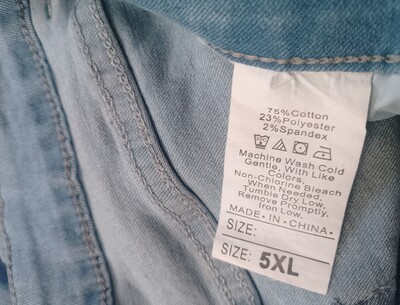 75%Cotton
23%Polyester
2%Spandex
Machine Wash Cold
Gentle, With Like
Colors,
Non-Chlorine Bleach
When Needed,
Tumble Dry Low,
Remove Promptly,
Iron Low.
MADE·IN·CHINA·
SIZE:
SIZE: 5XL